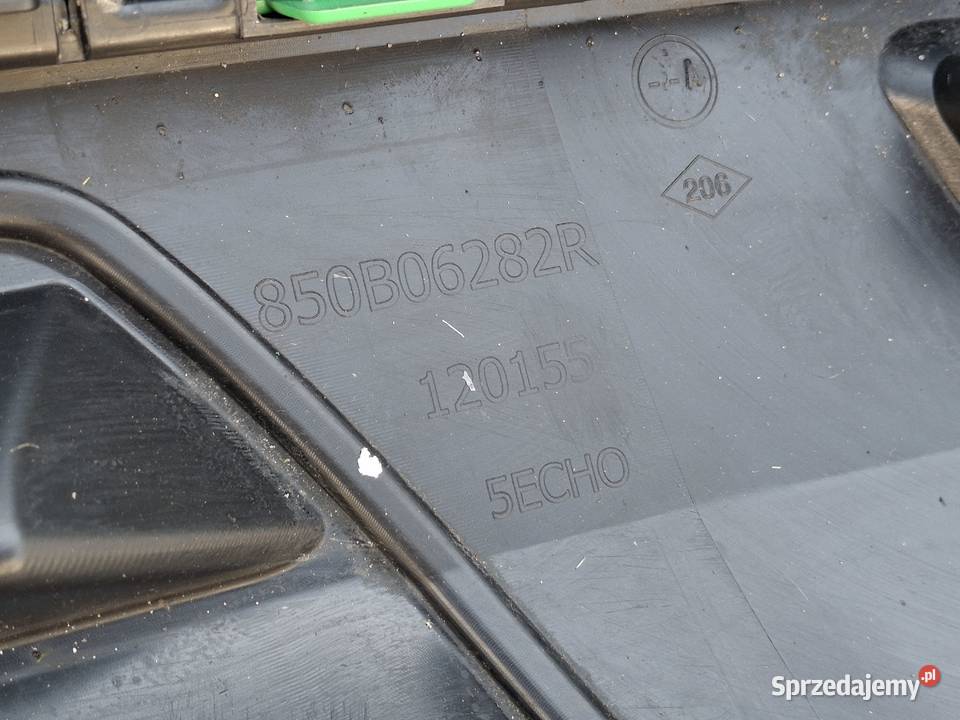 -/-A
206
850B06282R
120155
5ECHO
Sprzedajemy.pl